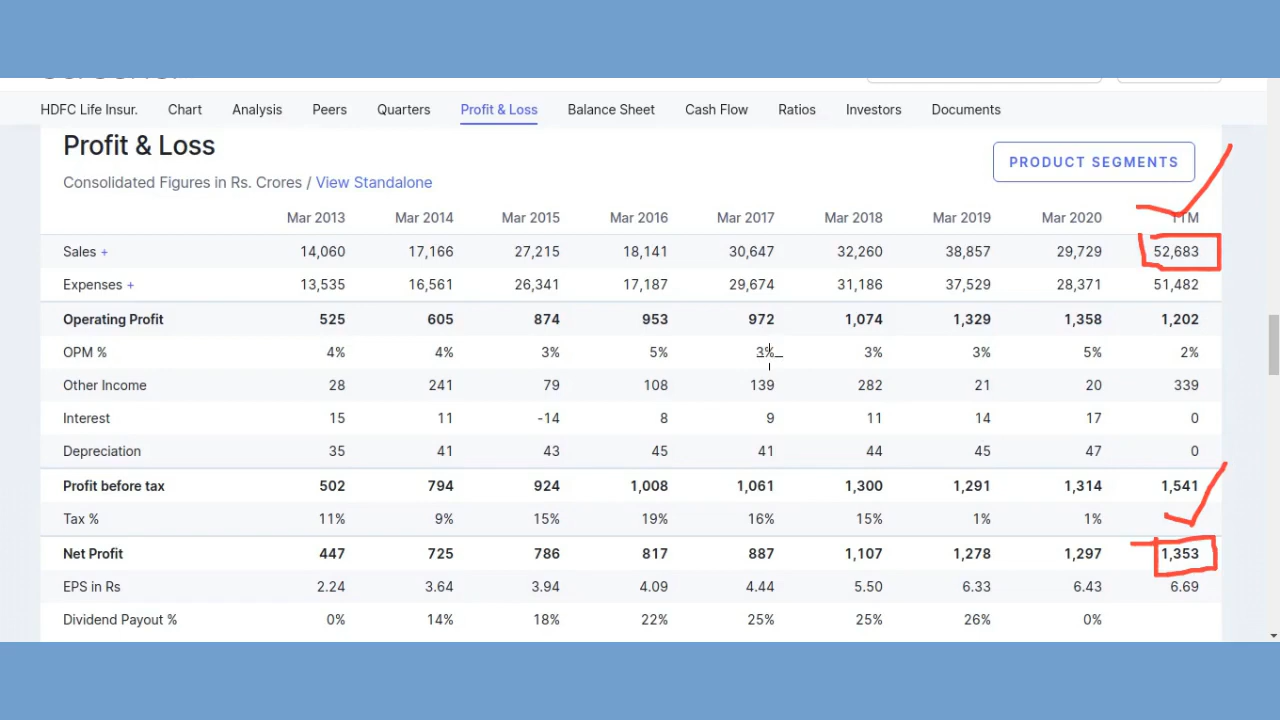 HDFC Life Insur. Chart Analysis Peers Quarters Profit & Loss Balance Sheet Cash Flow Ratios Investors Documents
Profit & Loss
PRODUCT SEGMENTS
Consolidated Figures in Rs. Crores / View Standalone
Mar 2013 Mar 2014 Mar 2015 Mar 2016 Mar 2017 Mar 2018 Mar 2019 Mar 2020 TTM
Sales + 14,060 17,166 27,215 18,141 30,647 32,260 38,857 29,729 52,683
Expenses + 13,535 16,561 26,341 17,187 29,674 31,186 37,529 28,371 51,482
Operating Profit 525 605 874 953 972 1,074 1,329 1,358 1,202
OPM % 4% 4% 3% 5% 3% 3% 3% 5% 2%
Other Income 28 241 79 108 139 282 21 20 339
Interest 15 11 -14 8 9 11 14 17 0
Depreciation 35 41 43 45 41 44 45 47 0
Profit before tax 502 794 924 1,008 1,061 1,300 1,291 1,314 1,541
Tax % 11% 9% 15% 19% 16% 15% 1% 1%
Net Profit 447 725 786 817 887 1,107 1,278 1,297 1,353
EPS in Rs 2.24 3.64 3.94 4.09 4.44 5.50 6.33 6.43 6.69
Dividend Payout % 0% 14% 18% 22% 25% 25% 26% 0%